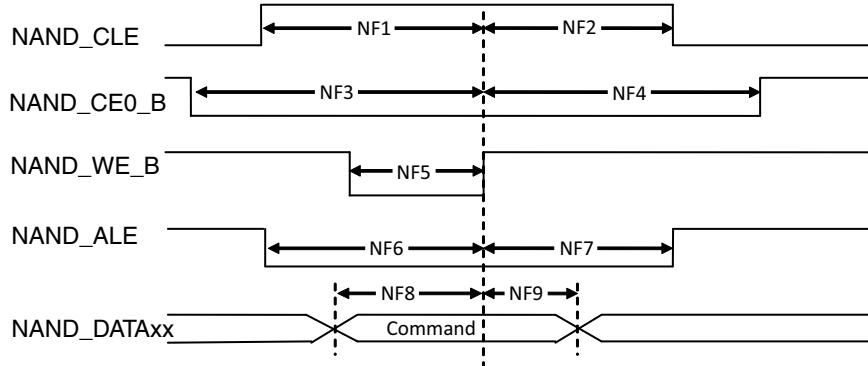 NAND_CLE
NF1
NF2
NAND_CE0_B
NF3
NF4
NAND_WE_B
NF5
NAND_ALE
NF6
NF7
NF8
NF9
NAND_DATAxx
Command